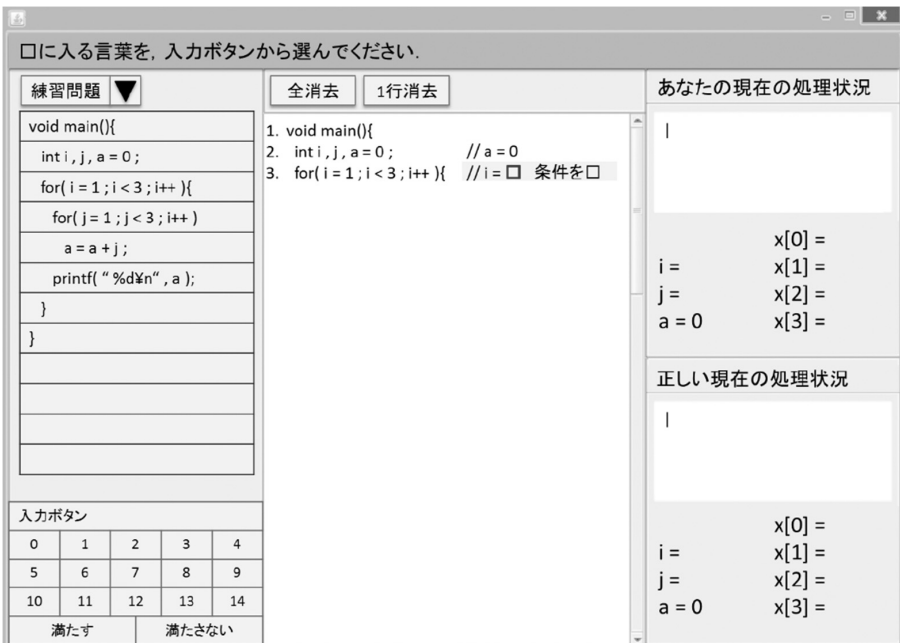 □に入る言葉を, 入力ボタンから選んでください.
練習問題 ▼
void main(){
int i , j , a = 0 ;
for( i = 1 ; i < 3 ; i++ ){
for( j = 1 ; j < 3 ; i++ )
a = a + j ;
printf( “ %d¥n“ , a );
}
}
入力ボタン
0 1 2 3 4
5 6 7 8 9
10 11 12 13 14
満たす 満たさない
全消去 1行消去
1. void main(){
2. int i , j , a = 0 ; // a = 0
3. for( i = 1 ; i < 3 ; i++ ){ // i = □ 条件を□
あなたの現在の処理状況
x[0] =
i = x[1] =
j = x[2] =
a = 0 x[3] =
正しい現在の処理状況
x[0] =
i = x[1] =
j = x[2] =
a = 0 x[3] =